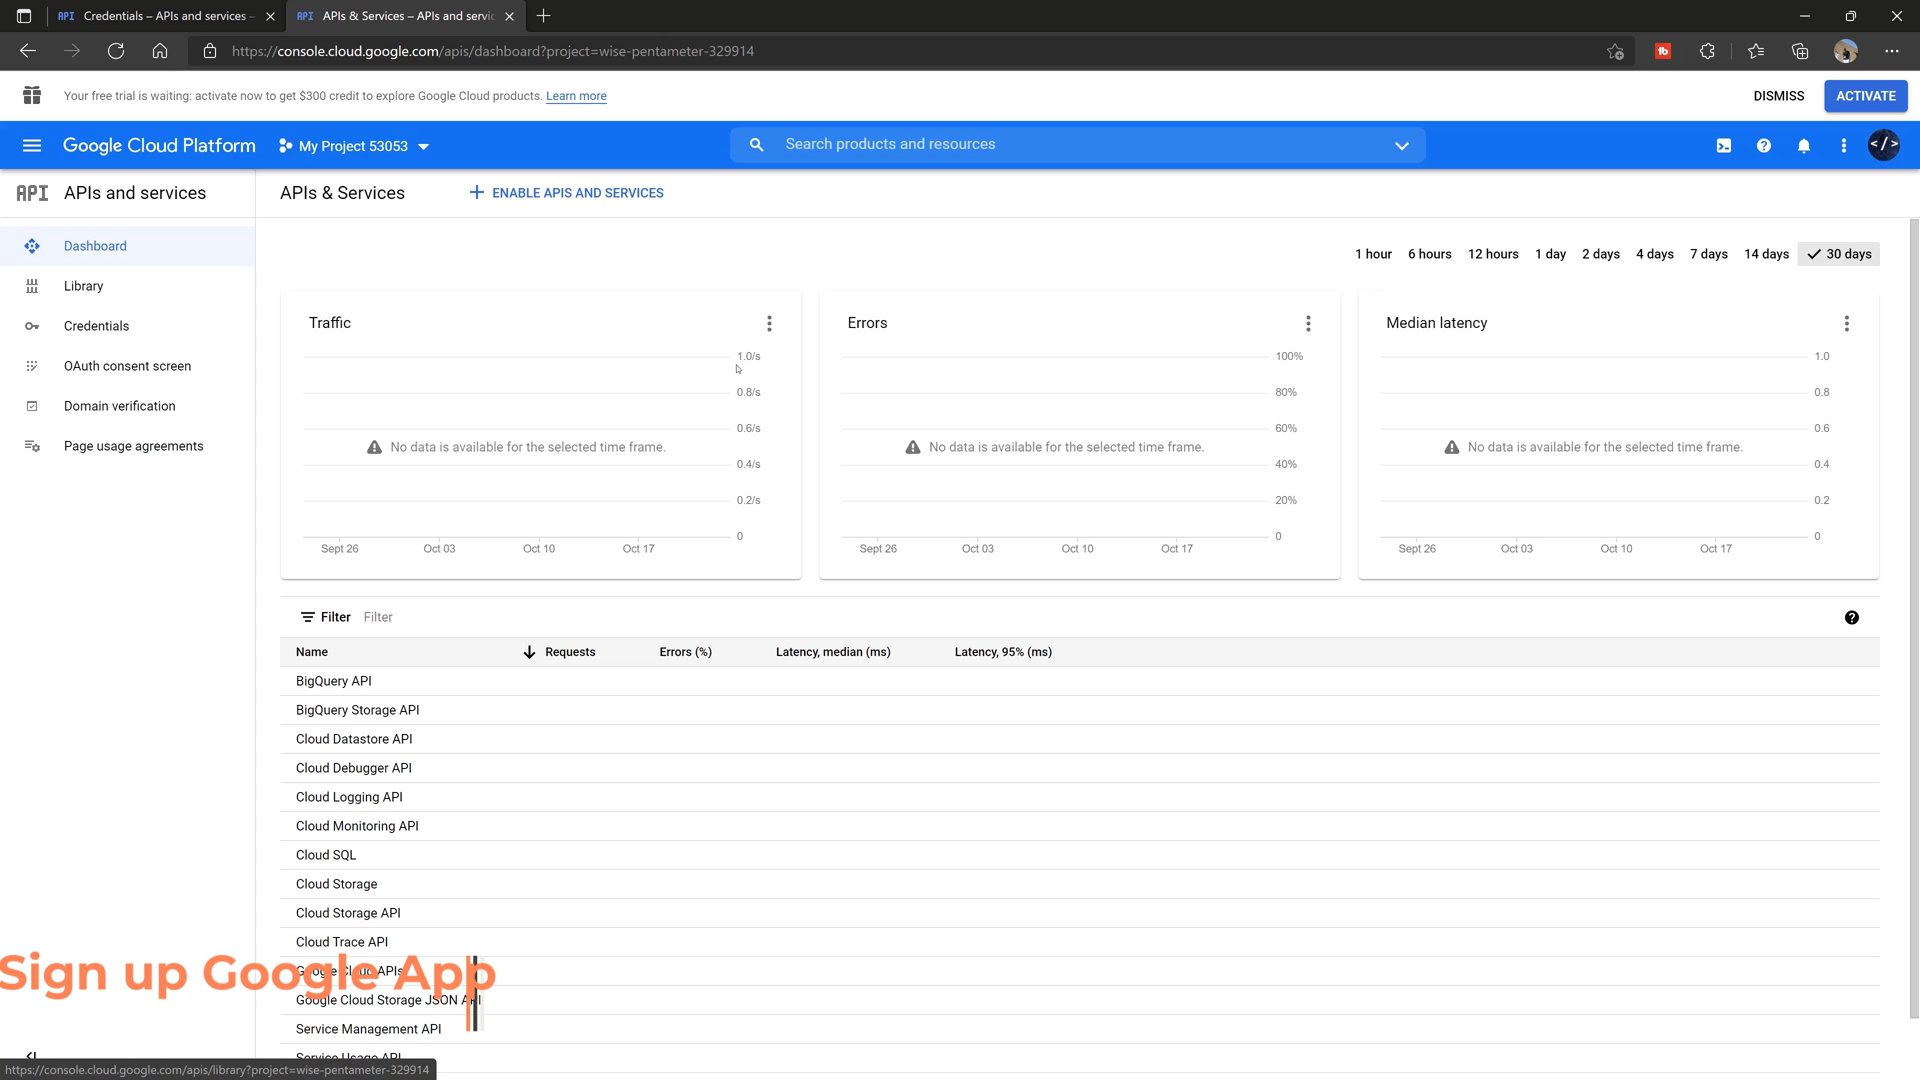 API Credentials – APIs and services –
API APIs & Services – APIs and servic
https://console.cloud.google.com/apis/dashboard?project=wise-pentameter-329914
Your free trial is waiting: activate now to get $300 credit to explore Google Cloud products. Learn more
DISMISS
ACTIVATE
Google Cloud Platform
My Project 53053
Search products and resources
</>
API APIs and services
APIs & Services
ENABLE APIS AND SERVICES
Dashboard
Library
Credentials
OAuth consent screen
Domain verification
Page usage agreements
1 hour 6 hours 12 hours 1 day 2 days 4 days 7 days 14 days 30 days
Traffic
1.0/s
0.8/s
0.6/s
No data is available for the selected time frame.
0.4/s
0.2/s
0
Sept 26 Oct 03 Oct 10 Oct 17
Errors
100%
80%
60%
No data is available for the selected time frame.
40%
20%
0
Sept 26 Oct 03 Oct 10 Oct 17
Median latency
1.0
0.8
0.6
No data is available for the selected time frame.
0.4
0.2
0
Sept 26 Oct 03 Oct 10 Oct 17
Filter Filter
Name Requests Errors (%) Latency, median (ms) Latency, 95% (ms)
BigQuery API
BigQuery Storage API
Cloud Datastore API
Cloud Debugger API
Cloud Logging API
Cloud Monitoring API
Cloud SQL
Cloud Storage
Cloud Storage API
Cloud Trace API
Google Cloud APIs
Google Cloud Storage JSON API
Service Management API
Service Usage API
Sign up Google App
https://console.cloud.google.com/apis/library?project=wise-pentameter-329914